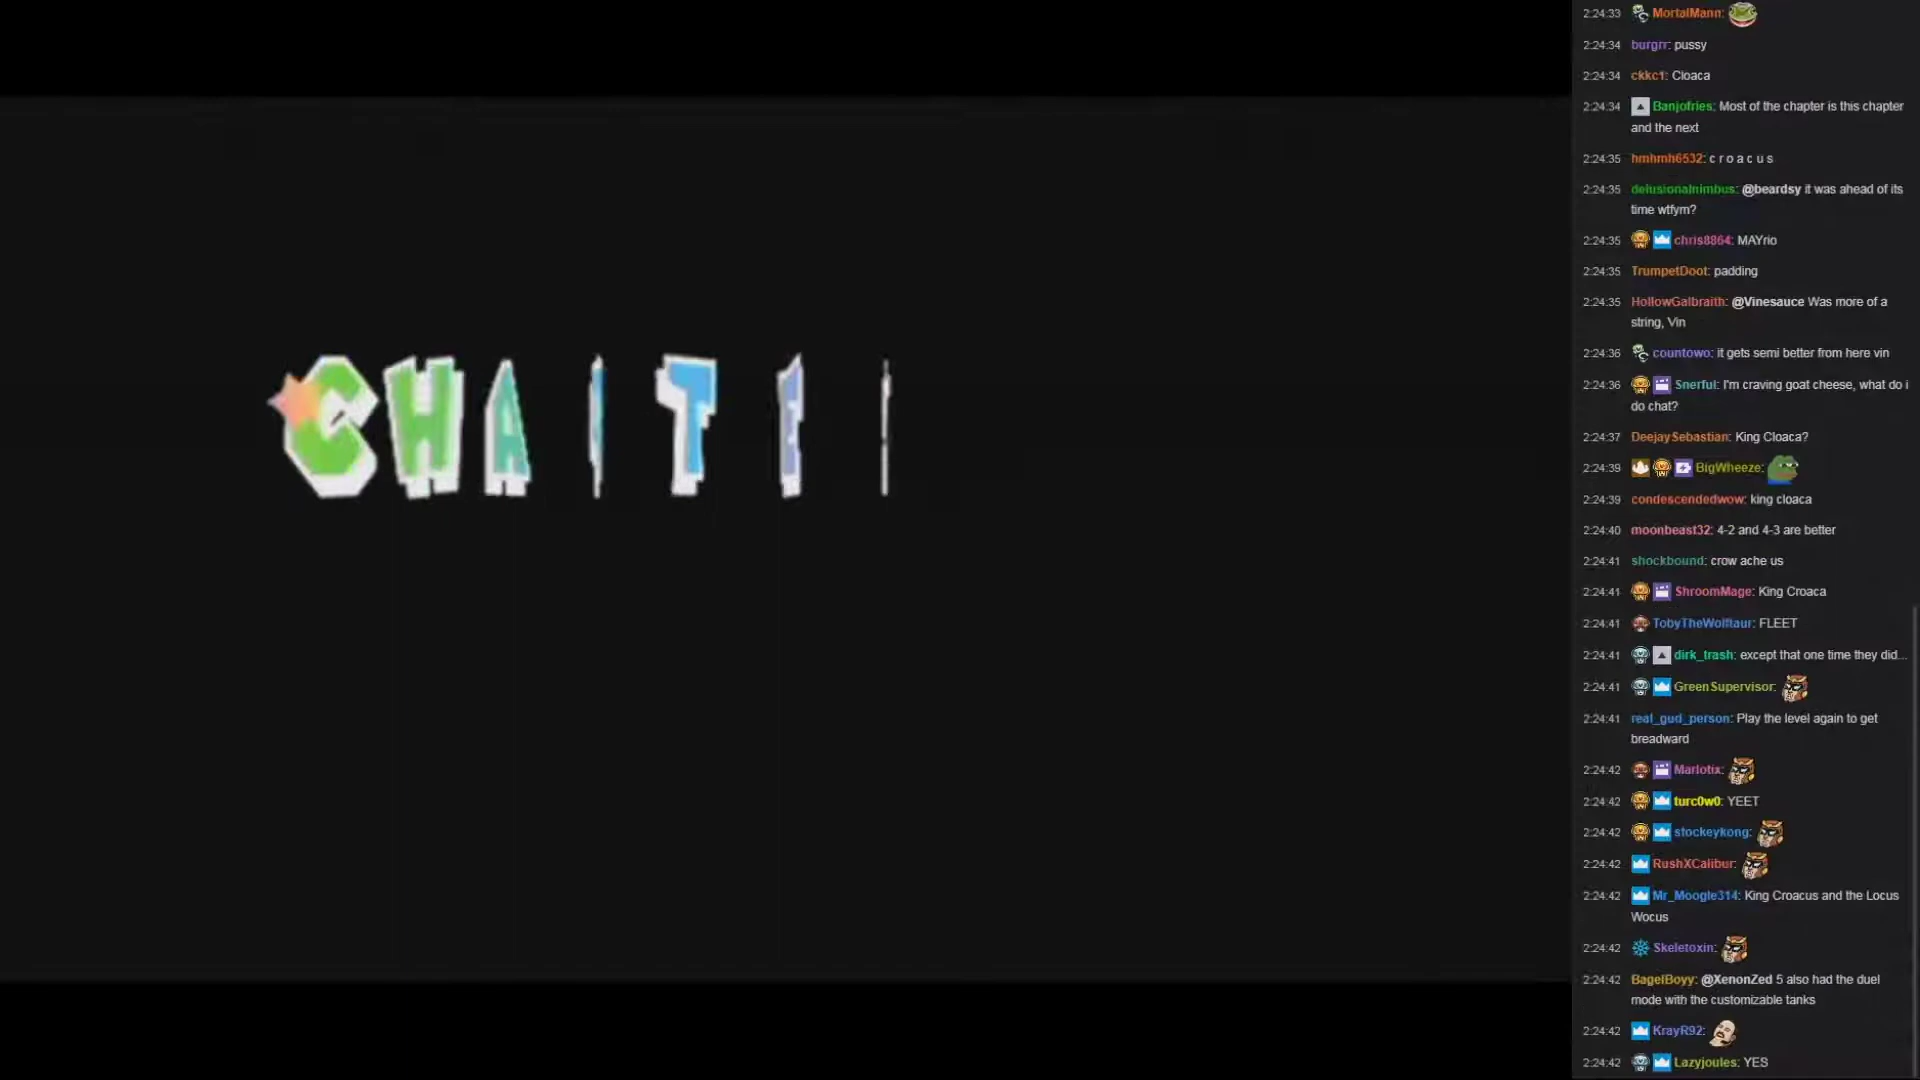 CHA TE
2:24:33 MortalMann:
2:24:34 burgrr: pussy
2:24:34 ckkc1: Cloaca
2:24:34 Banjofries: Most of the chapter is this chapter
and the next
2:24:35 hmhmh6532: c r o a c u s
2:24:35 delusionalnimbus: @beardsy it was ahead of its
time wtfym?
2:24:35 chris8864: MAYrio
2:24:35 TrumpetDoot: padding
2:24:35 HollowGalbraith: @Vinesauce Was more of a
string, Vin
2:24:36 countowo: it gets semi better from here vin
2:24:36 Snerful: I'm craving goat cheese, what do i
do chat?
2:24:37 DeejaySebastian: King Cloaca?
2:24:39 BigWheeze:
2:24:39 condescendedwow: king cloaca
2:24:40 moonbeast32: 4-2 and 4-3 are better
2:24:41 shockbound: crow ache us
2:24:41 ShroomMage: King Croaca
2:24:41 TobyTheWolftaur: FLEET
2:24:41 dirk_trash: except that one time they did...
2:24:41 GreenSupervisor:
2:24:41 real_gud_person: Play the level again to get
breadward
2:24:42 Marlotix:
2:24:42 turc0w0: YEET
2:24:42 stockeykong:
2:24:42 RushXCalibur:
2:24:42 Mr_Moogle314: King Croacus and the Locus
Wocus
2:24:42 Skeletoxin:
2:24:42 BagelBoyy: @XenonZed 5 also had the duel
mode with the customizable tanks
2:24:42 KrayR92:
2:24:42 Lazyjoules: YES